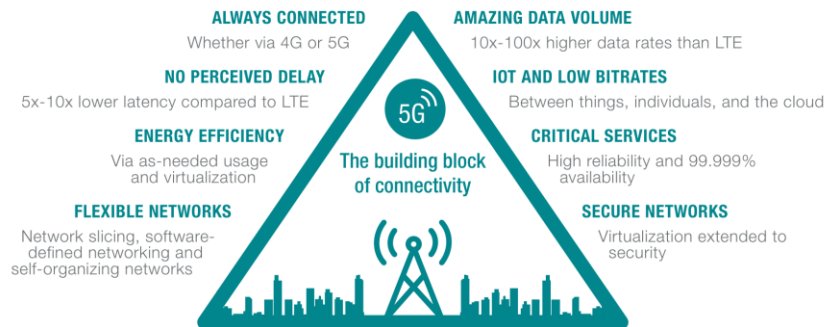 ALWAYS CONNECTED
Whether via 4G or 5G
NO PERCEIVED DELAY
5x-10x lower latency compared to LTE
ENERGY EFFICIENCY
Via as-needed usage
and virtualization
FLEXIBLE NETWORKS
Network slicing, software-
defined networking and
self-organizing networks
5G
The building block
of connectivity
AMAZING DATA VOLUME
10x-100x higher data rates than LTE
IOT AND LOW BITRATES
Between things, individuals, and the cloud
CRITICAL SERVICES
High reliability and 99.999%
availability
SECURE NETWORKS
Virtualization extended to
security